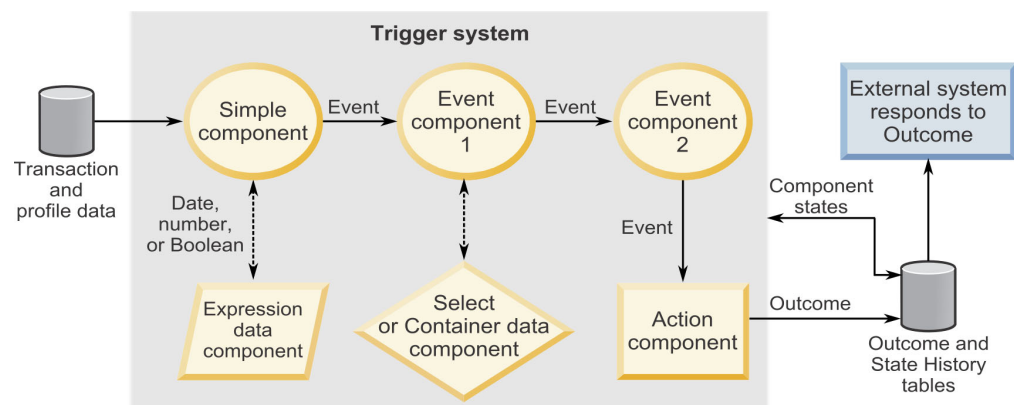 Trigger system
Transaction
and
profile data
Simple
component
Event
Event
component
1
Event
Event
component
2
Date,
number,
or Boolean
Expression
data
component
Select
or Container data
component
Event
Action
component
Outcome
Component
states
External system
responds to
Outcome
Outcome and
State History
tables